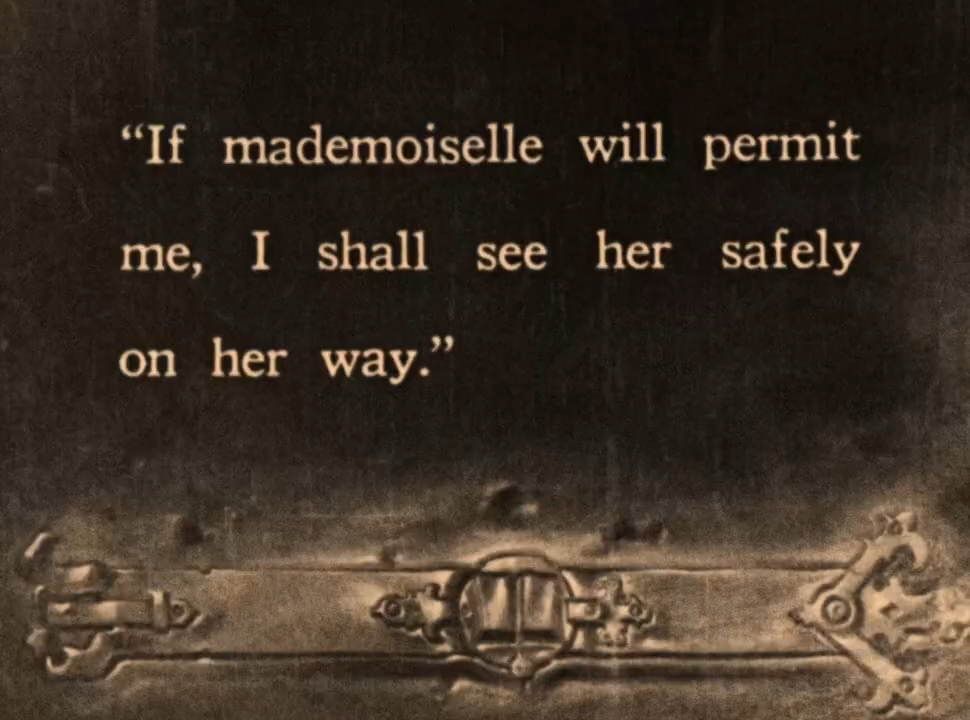 “If mademoiselle will permit
me, I shall see her safely
on her way.”